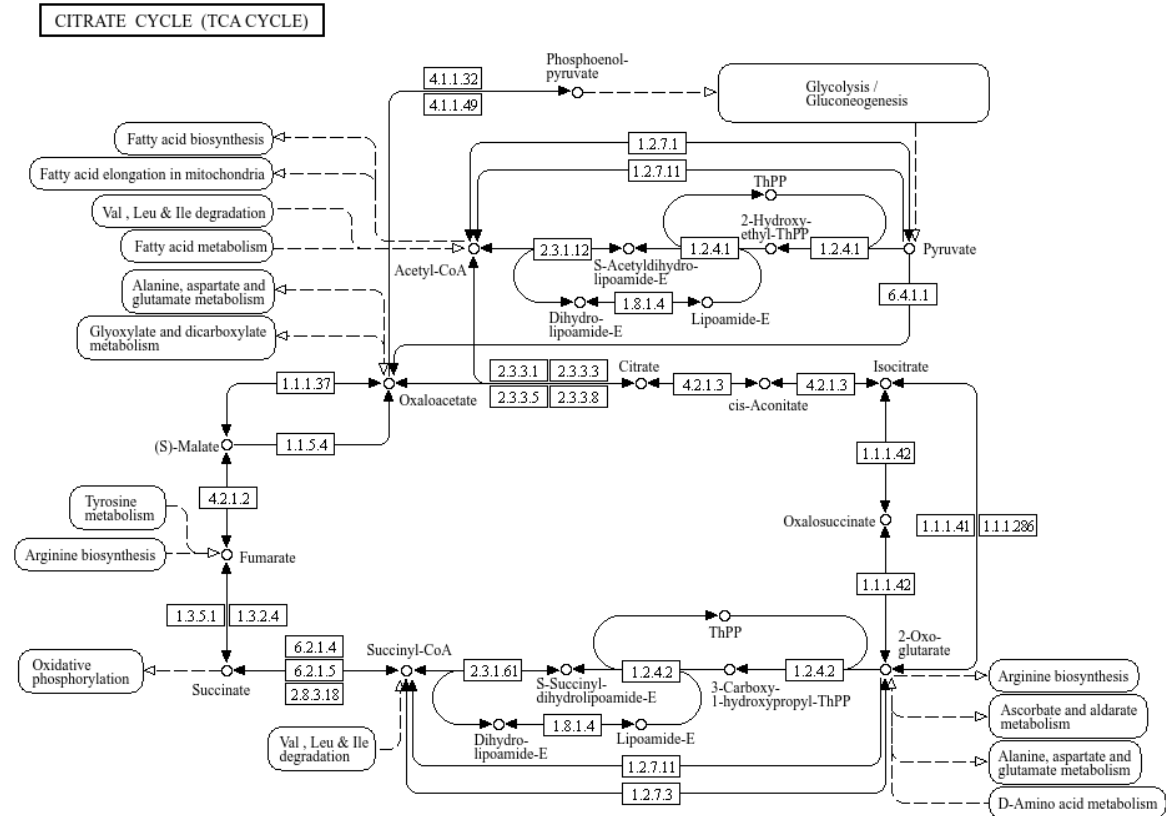 CITRATE CYCLE (TCA CYCLE)
Phosphoenol-
pyruvate
4.1.1.32
4.1.1.49
Glycolysis /
Gluconeogenesis
Fatty acid biosynthesis
Fatty acid elongation in mitochondria
Val , Leu & Ile degradation
Fatty acid metabolism
Alanine, aspartate and
glutamate metabolism
Glyoxylate and dicarboxylate
metabolism
1.2.7.1
1.2.7.11
ThPP
2-Hydroxy-
ethyl-ThPP
Acetyl-CoA
2.3.1.12
S-Acetyldihydro-
lipoamide-E
1.2.4.1
1.2.4.1
Pyruvate
Dihydro-
lipoamide-E
1.8.1.4
Lipoamide-E
6.4.1.1
1.1.1.37
Oxaloacetate
2.3.3.1
2.3.3.3
2.3.3.5
2.3.3.8
Citrate
4.2.1.3
cis-Aconitate
4.2.1.3
Isocitrate
(S)-Malate
1.1.5.4
1.1.1.42
4.2.1.2
Tyrosine
metabolism
Arginine biosynthesis
Fumarate
Oxalosuccinate
1.1.1.41
1.1.1.286
1.1.1.42
1.3.5.1
1.3.2.4
ThPP
2-Oxo-
glutarate
6.2.1.4
6.2.1.5
2.8.3.18
Succinyl-CoA
Oxidative
phosphorylation
Succinate
2.3.1.61
S-Succinyl-
dihydrolipoamide-E
1.2.4.2
3-Carboxy-
1-hydroxypropyl-ThPP
1.2.4.2
Val , Leu & Ile
degradation
Dihydro-
lipoamide-E
1.8.1.4
Lipoamide-E
1.2.7.11
1.2.7.3
Arginine biosynthesis
Ascorbate and aldarate
metabolism
Alanine, aspartate and
glutamate metabolism
D-Amino acid metabolism